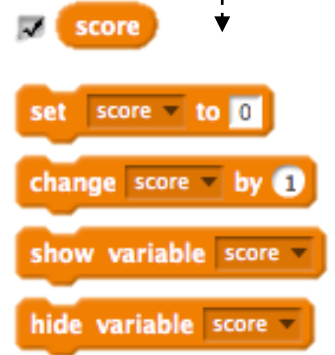 score
set score to 0
change score by 1
show variable score
hide variable score